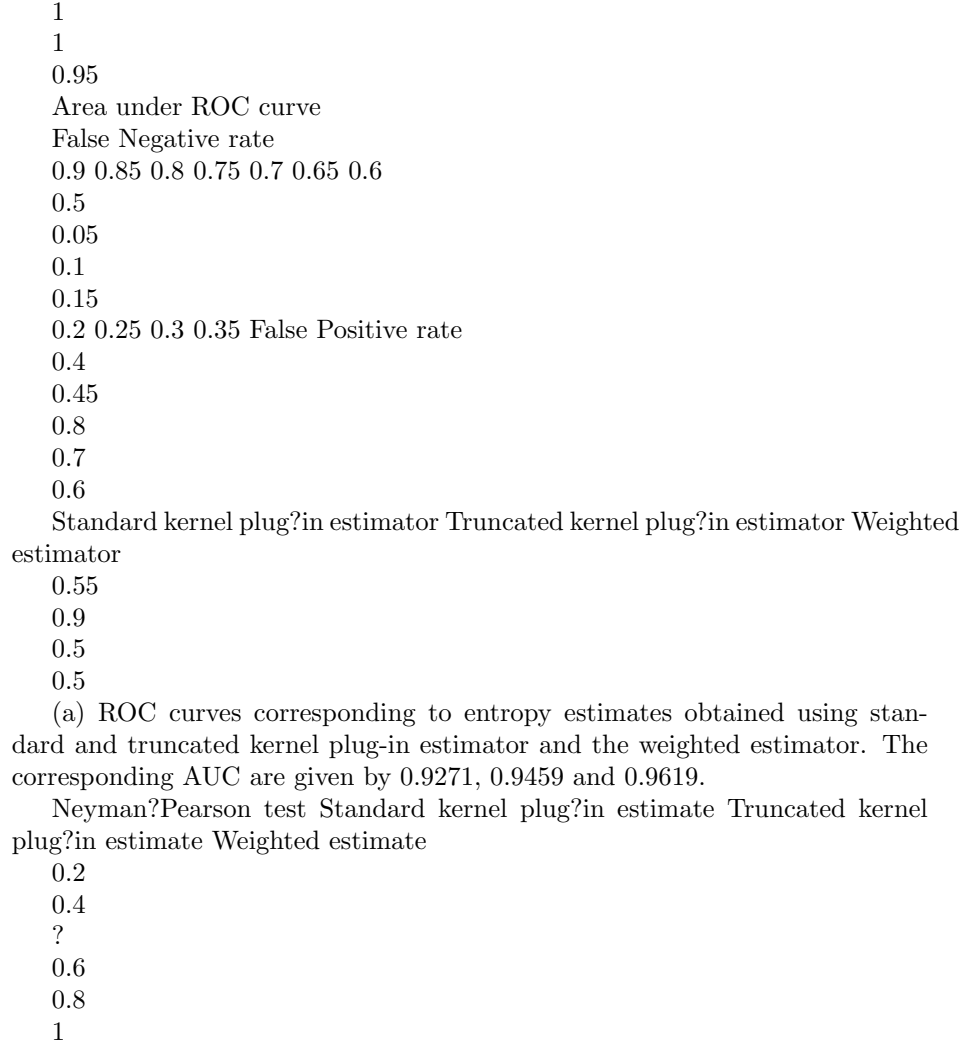 1
1
0.95
Area under ROC curve
False Negative rate
0.9 0.85 0.8 0.75 0.7 0.65 0.6
0.5
0.05
0.1
0.15
0.2 0.25 0.3 0.35 False Positive rate
0.4
0.45
0.8
0.7
0.6
Standard kernel plug?in estimator Truncated kernel plug?in estimator Weighted
estimator
0.55
0.9
0.5
0.5
(a) ROC curves corresponding to entropy estimates obtained using stan-
dard and truncated kernel plug-in estimator and the weighted estimator. The
corresponding AUC are given by 0.9271, 0.9459 and 0.9619.
Neyman?Pearson test Standard kernel plug?in estimate Truncated kernel
plug?in estimate Weighted estimate
0.2
0.4
?
0.6
0.8
1